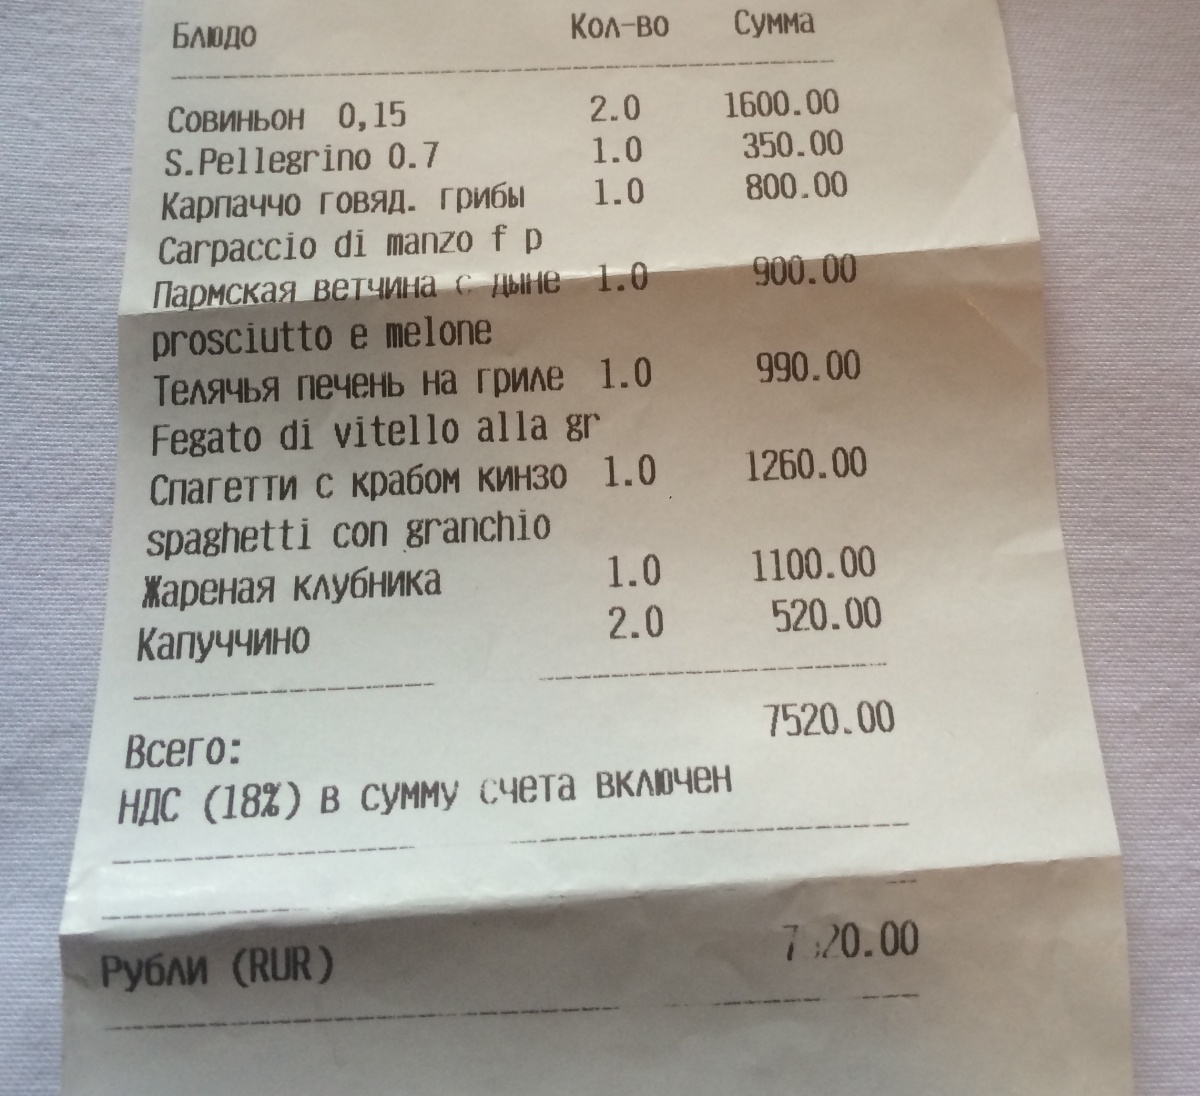 Блюдо Кол-во Сумма
Совиньон 0,15 2.0 1600.00
S.Pellegrino 0.7 1.0 350.00
Карпаччо говяд. грибы 1.0 800.00
Carpaccio di manzo f p
Пармская ветчина с дыне 1.0 900.00
prosciutto e melone
Телячья печень на гриле 1.0 990.00
Fegato di vitello alla gr
Спагетти с крабом кинзо 1.0 1260.00
spaghetti con granchio
Жареная клубника 1.0 1100.00
Капуччино 2.0 520.00
Всего: 7520.00
НДС (18%) в сумму счета включен
Рубли (RUR) 7520.00